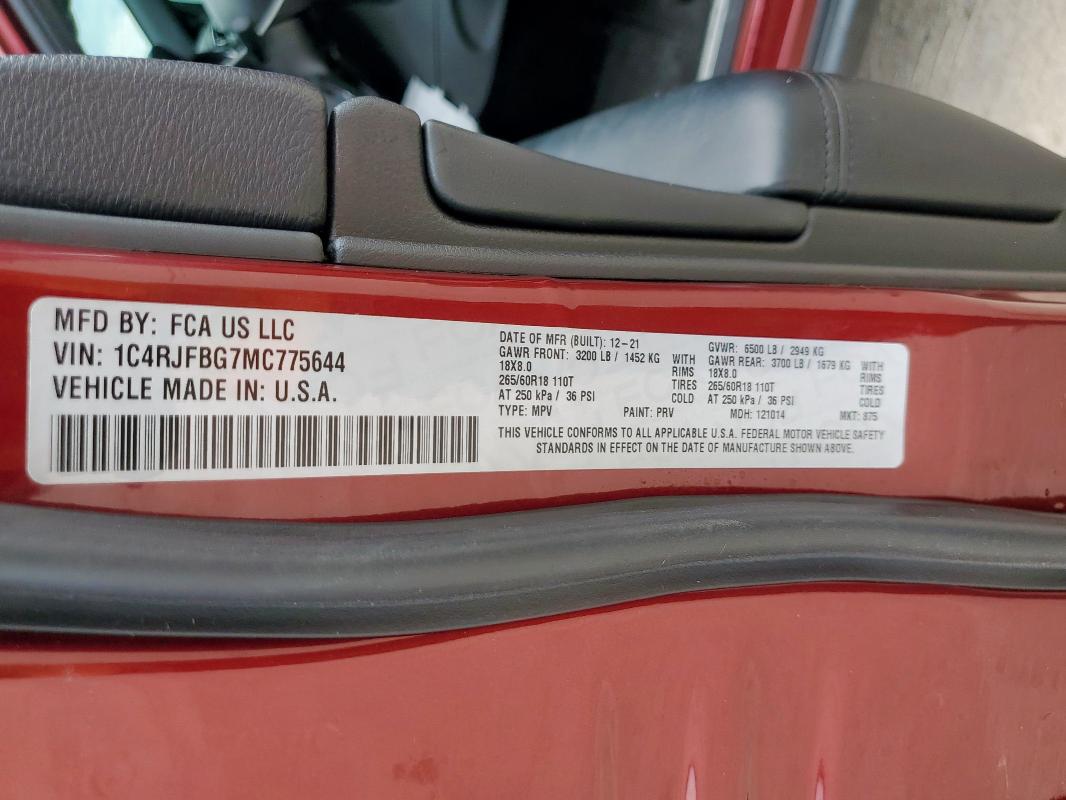 MFD BY: FCA US LLC
VIN: 1C4RJFBG7MC775644
VEHICLE MADE IN: U.S.A.
DATE OF MFR (BUILT): 12-21
GAWR FRONT: 3200 LB / 1452 KG WITH
18X8.0 RIMS
265/60R18 110T TIRES
AT 250 kPa / 36 PSI COLD
TYPE: MPV PAINT: PRV
GVWR: 6500 LB / 2949 KG
GAWR REAR: 3700 LB / 1679 KG WITH
18X8.0 RIMS
265/60R18 110T TIRES
AT 250 kPa / 36 PSI COLD
MDH: 121014 MKT: 875
THIS VEHICLE CONFORMS TO ALL APPLICABLE U.S.A. FEDERAL MOTOR VEHICLE SAFETY
STANDARDS IN EFFECT ON THE DATE OF MANUFACTURE SHOWN ABOVE.